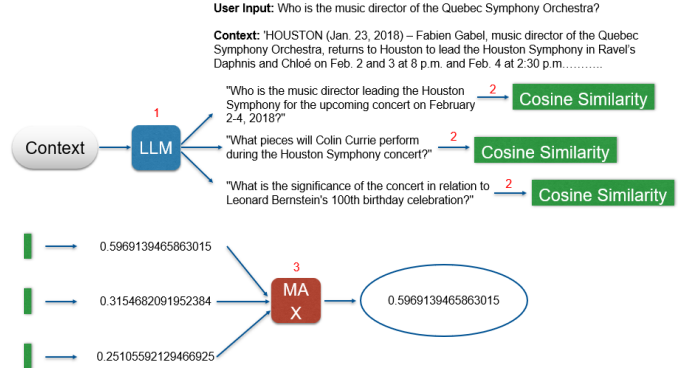 User Input: Who is the music director of the Quebec Symphony Orchestra?
Context: 'HOUSTON (Jan. 23, 2018) – Fabien Gabel, music director of the Quebec
Symphony Orchestra, returns to Houston to lead the Houston Symphony in Ravel's
Daphnis and Chloé on Feb. 2 and 3 at 8 p.m. and Feb. 4 at 2:30 p.m………..
"Who is the music director leading the Houston
Symphony for the upcoming concert on February
2-4, 2018?"
2
Cosine Similarity
1
Context
LLM
"What pieces will Colin Currie perform
during the Houston Symphony concert?"
2
Cosine Similarity
"What is the significance of the concert in relation to
Leonard Bernstein's 100th birthday celebration?"
2
Cosine Similarity
0.5969139465863015
0.3154682091952384
0.25105592129466925
3
MA
X
0.5969139465863015